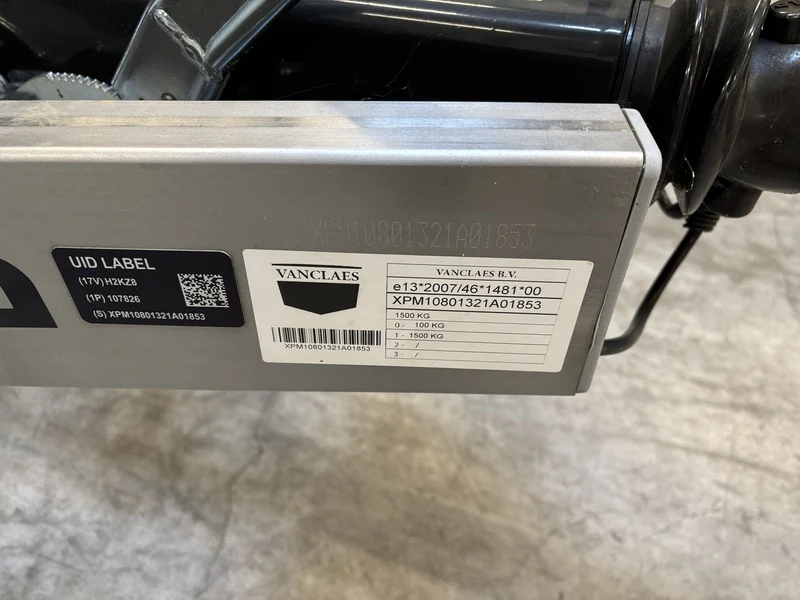 XPM10801321A01853
UID LABEL
(17V) H2KZ8
(1P) 107826
(S) XPM10801321A01853
VANCLAES
XPM10801321A01853
VANCLAES B.V.
e13*2007/46*1481*00
XPM10801321A01853
1500 KG
0 - 100 KG
1 - 1500 KG
2 - /
3 - /